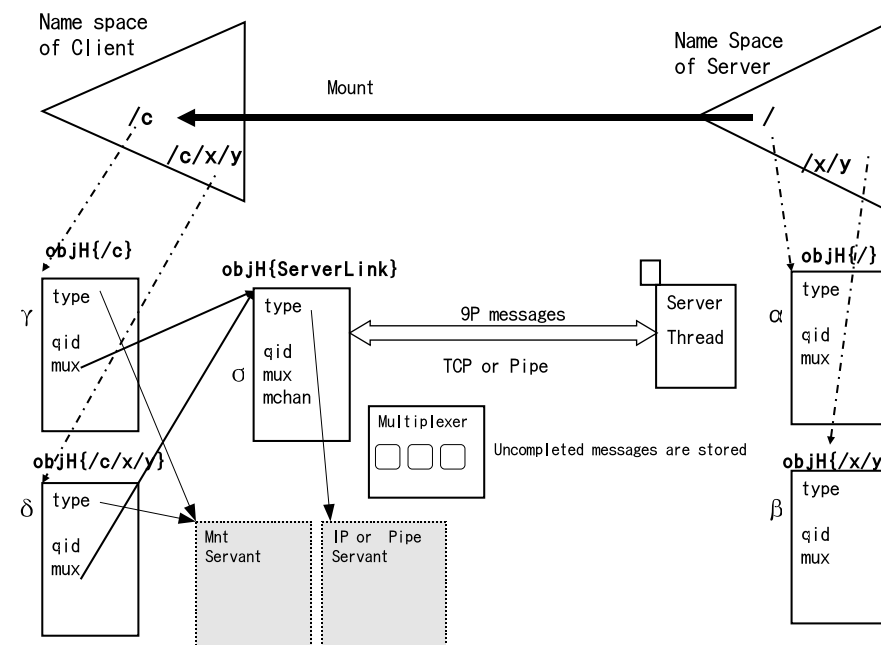 Name space
of Client
Name Space
of Server
Mount
/c
/
/c/x/y
/x/y
objH{/c}
objH{ServerLink}
objH{/}
γ
type
qid
mux
σ
type
qid
mux
mchan
9P messages
TCP or Pipe
Server
Thread
α
type
qid
mux
Multiplexer
Uncompleted messages are stored
objH{/c/x/y}
objH{/x/y
δ
type
qid
mux
Mnt
Servant
IP or Pipe
Servant
β
type
qid
mux